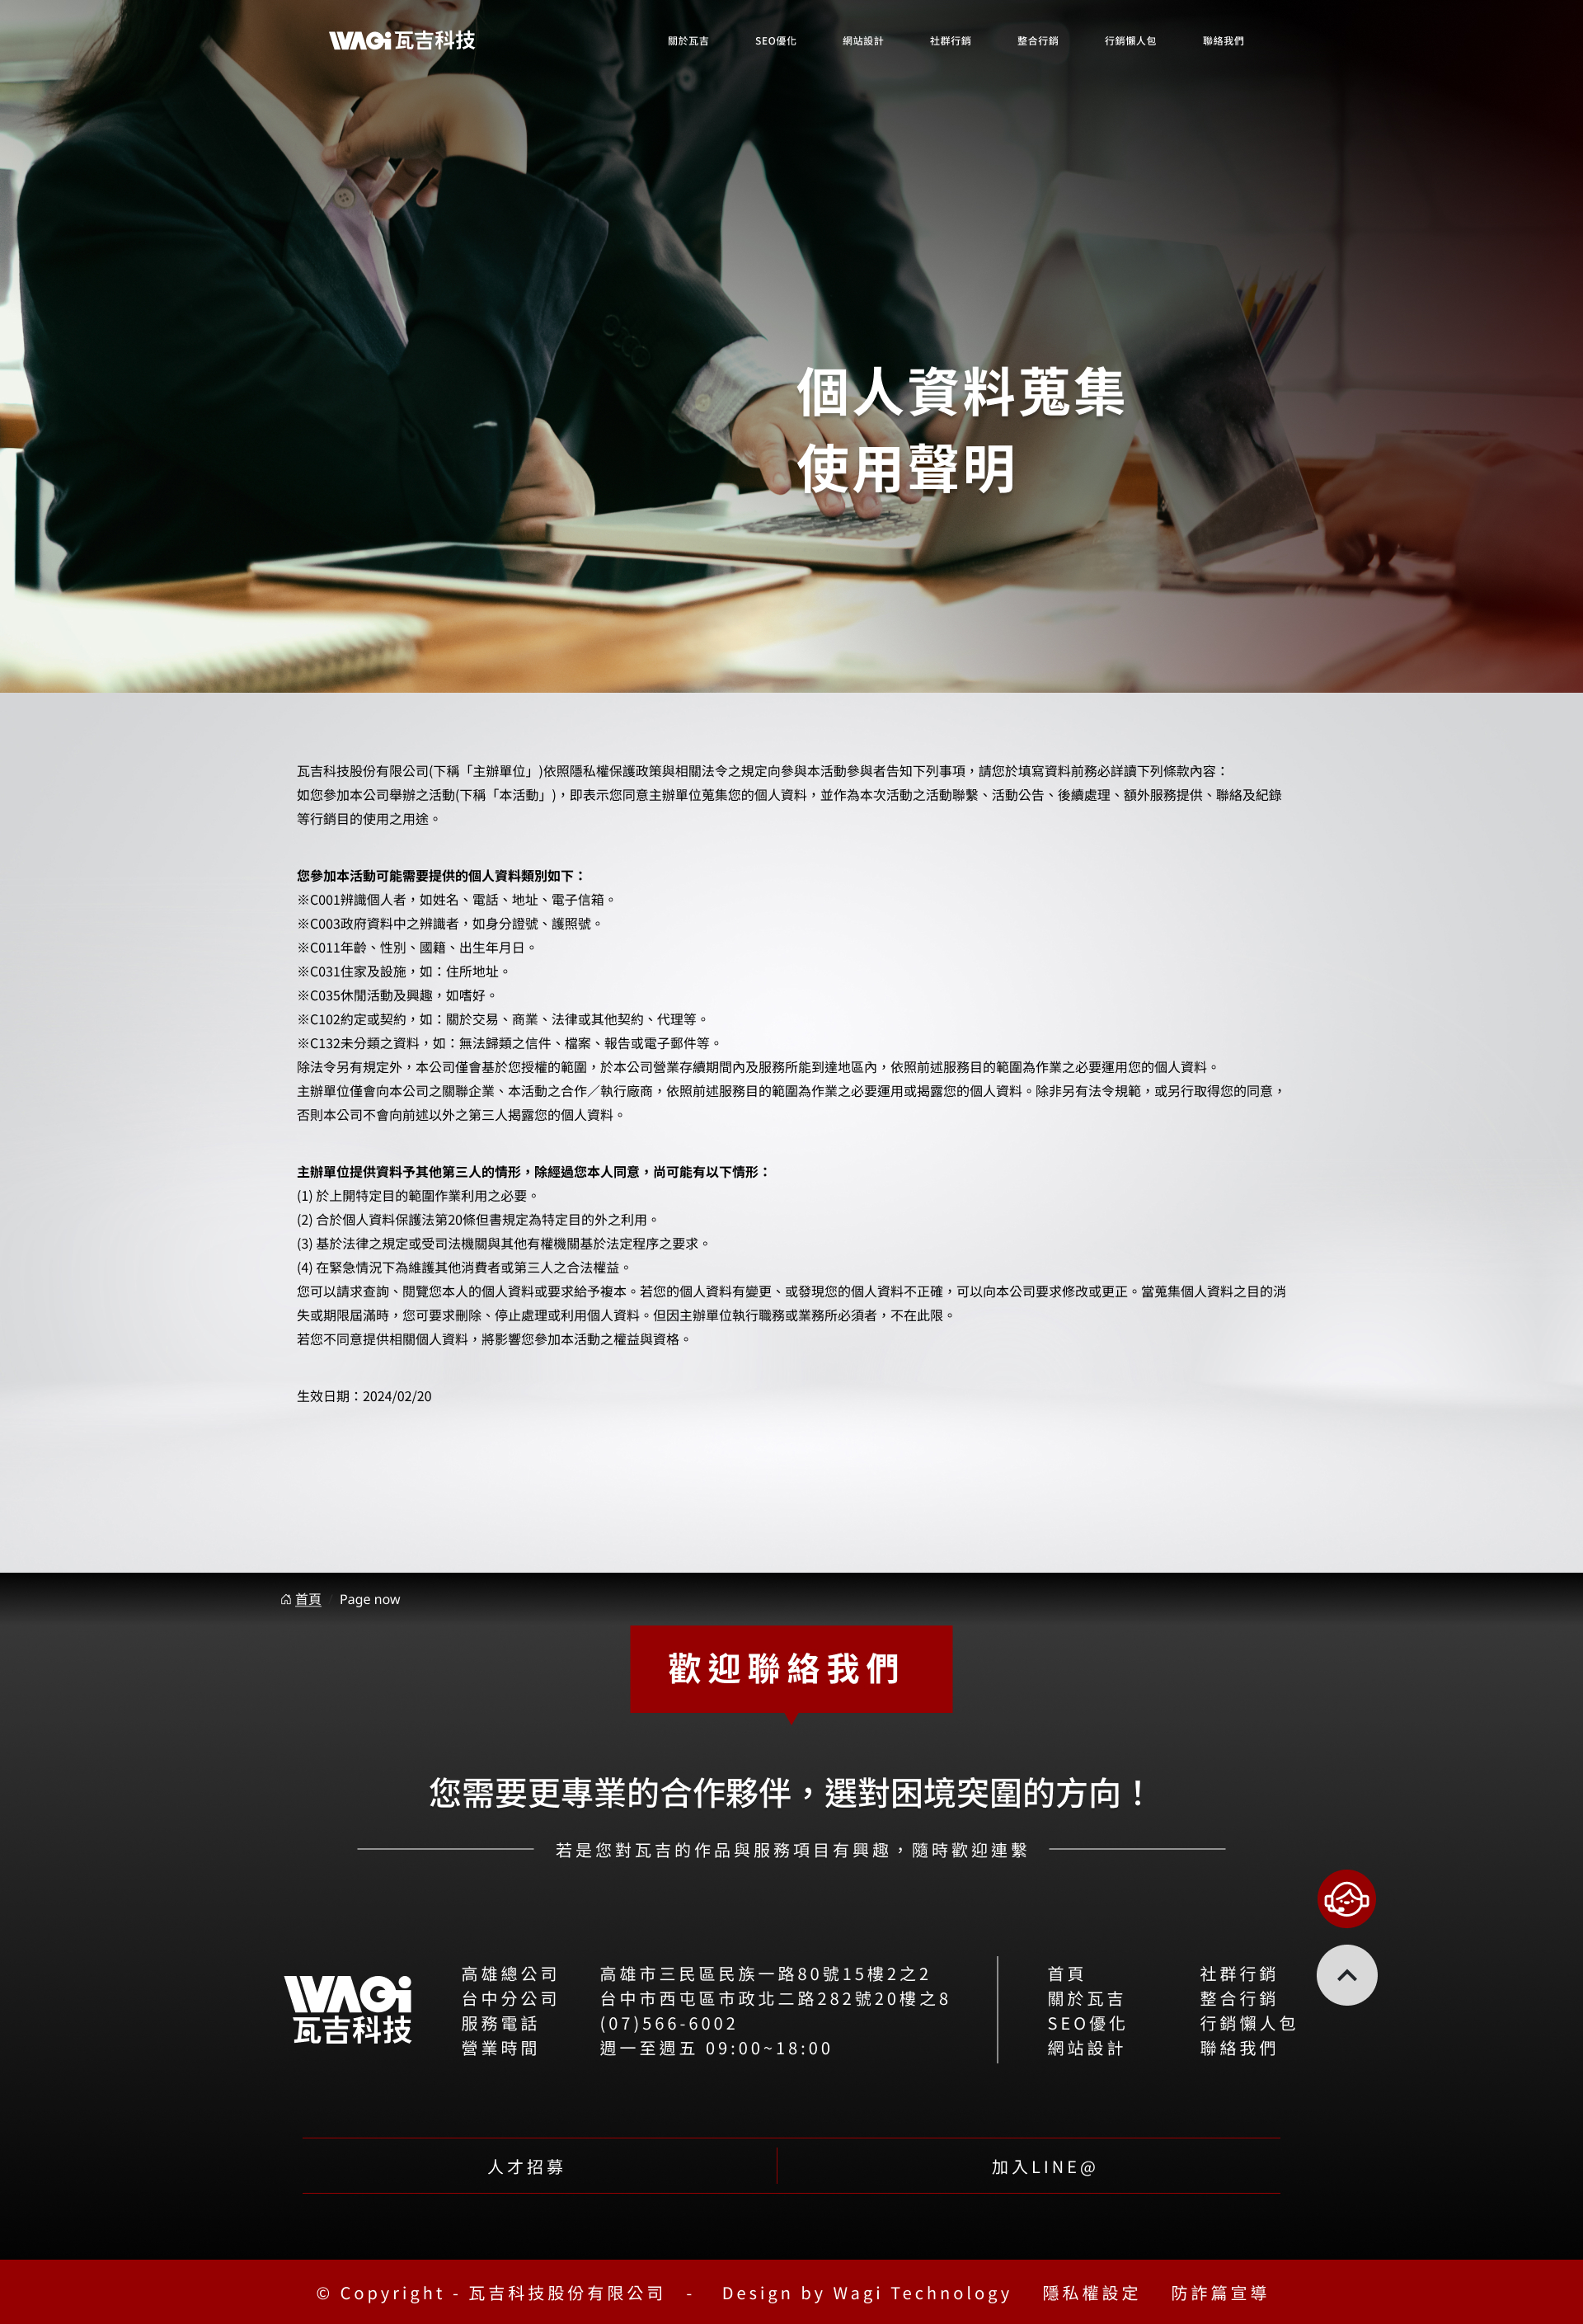 WAGi 瓦吉科技
關於瓦吉 SEO優化 網站設計 社群行銷 整合行銷 行銷懶人包 聯絡我們
個人資料蒐集
使用聲明
瓦吉科技股份有限公司(下稱「主辦單位」)依照隱私權保護政策與相關法令之規定向參與本活動參與者告知下列事項，請您於填寫資料前務必詳讀下列條款內容：
如您參加本公司舉辦之活動(下稱「本活動」)，即表示您同意主辦單位蒐集您的個人資料，並作為本次活動之活動聯繫、活動公告、後續處理、額外服務提供、聯絡及紀錄
等行銷目的使用之用途。
您參加本活動可能需要提供的個人資料類別如下：
※C001辨識個人者，如姓名、電話、地址、電子信箱。
※C003政府資料中之辨識者，如身分證號、護照號。
※C011年齡、性別、國籍、出生年月日。
※C031住家及設施，如：住所地址。
※C035休閒活動及興趣，如嗜好。
※C102約定或契約，如：關於交易、商業、法律或其他契約、代理等。
※C132未分類之資料，如：無法歸類之信件、檔案、報告或電子郵件等。
除法令另有規定外，本公司僅會基於您授權的範圍，於本公司營業存續期間內及服務所能到達地區內，依照前述服務目的範圍為作業之必要運用您的個人資料。
主辦單位僅會向本公司之關聯企業、本活動之合作／執行廠商，依照前述服務目的範圍為作業之必要運用或揭露您的個人資料。除非另有法令規範，或另行取得您的同意，
否則本公司不會向前述以外之第三人揭露您的個人資料。
主辦單位提供資料予其他第三人的情形，除經過您本人同意，尚可能有以下情形：
(1) 於上開特定目的範圍作業利用之必要。
(2) 合於個人資料保護法第20條但書規定為特定目的外之利用。
(3) 基於法律之規定或受司法機關與其他有權機關基於法定程序之要求。
(4) 在緊急情況下為維護其他消費者或第三人之合法權益。
您可以請求查詢、閱覽您本人的個人資料或要求給予複本。若您的個人資料有變更、或發現您的個人資料不正確，可以向本公司要求修改或更正。當蒐集個人資料之目的消
失或期限屆滿時，您可要求刪除、停止處理或利用個人資料。但因主辦單位執行職務或業務所必須者，不在此限。
若您不同意提供相關個人資料，將影響您參加本活動之權益與資格。
生效日期：2024/02/20
首頁 Page now
歡迎聯絡我們
您需要更專業的合作夥伴，選對困境突圍的方向！
若是您對瓦吉的作品與服務項目有興趣，隨時歡迎連繫
WAGi
瓦吉科技
高雄總公司 高雄市三民區民族一路80號15樓2之2
台中分公司 台中市西屯區市政北二路282號20樓之8
服務電話 (07)566-6002
營業時間 週一至週五 09:00~18:00
首頁 社群行銷
關於瓦吉 整合行銷
SEO優化 行銷懶人包
網站設計 聯絡我們
人才招募 加入LINE@
© Copyright - 瓦吉科技股份有限公司 - Design by Wagi Technology 隱私權設定 防詐篇宣導